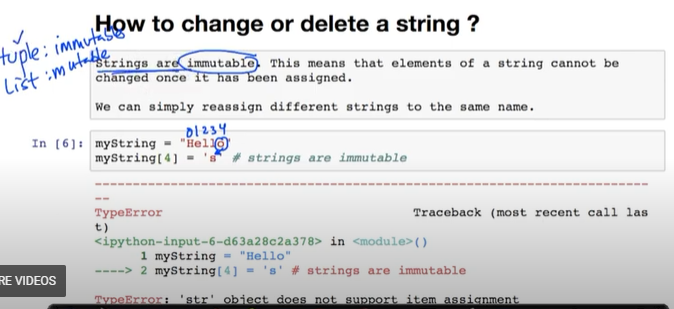 How to change or delete a string ?
tuple: immutable
List: mutable
Strings are immutable. This means that elements of a string cannot be
changed once it has been assigned.
We can simply reassign different strings to the same name.
01234
In [6]: myString = "Hello"
myString[4] = 's' # strings are immutable
---------------------------------------------------------------------------
--
TypeError Traceback (most recent call las
t)
<ipython-input-6-d63a28c2a378> in <module>()
1 myString = "Hello"
----> 2 myString[4] = 's' # strings are immutable
TypeError: 'str' object does not support item assignment
RE VIDEOS